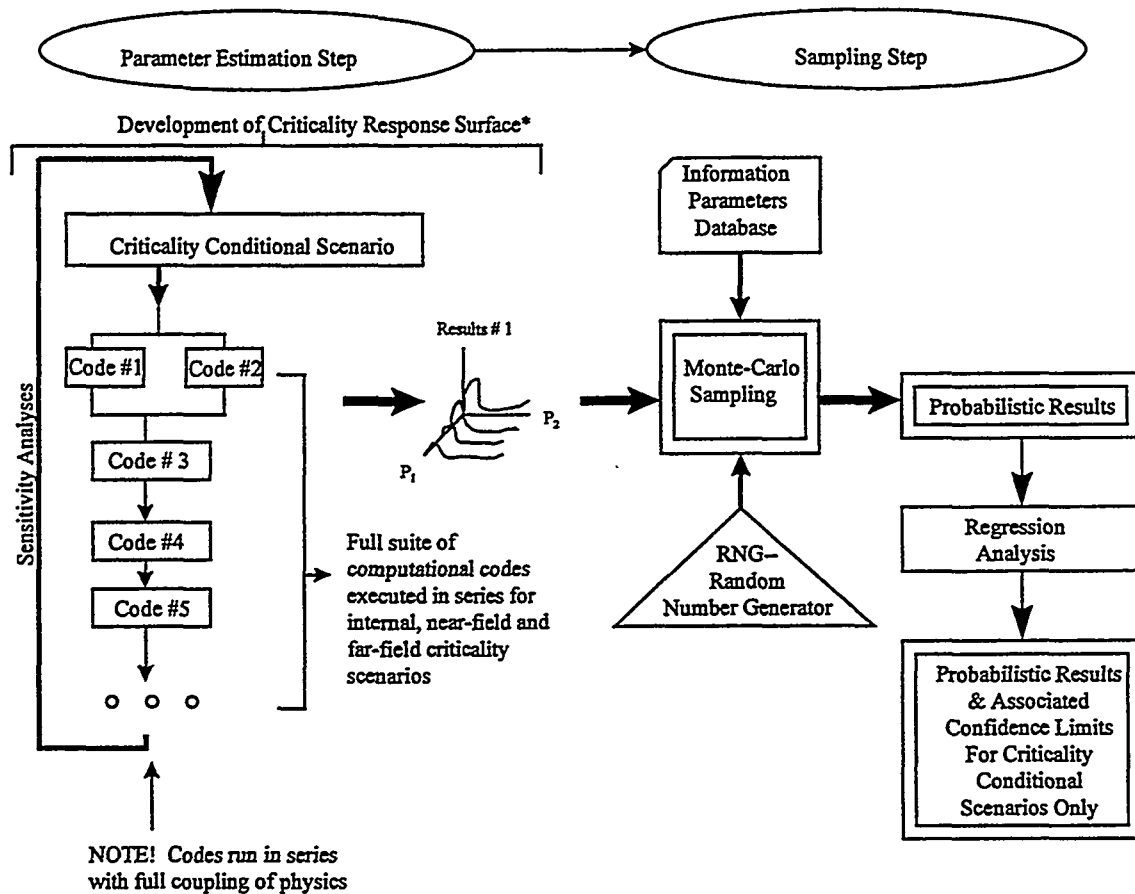 Parameter Estimation Step
Sampling Step
Development of Criticality Response Surface*
Sensitivity Analyses
Criticality Conditional Scenario
Code #1
Code #2
Code # 3
Code #4
Code #5
Full suite of
computational codes
executed in series for
internal, near-field and
far-field criticality
scenarios
NOTE! Codes run in series
with full coupling of physics
Results # 1
P2
P1
Information
Parameters
Database
Monte-Carlo
Sampling
RNG–
Random
Number Generator
Probabilistic Results
Regression
Analysis
Probabilistic Results
& Associated
Confidence Limits
For Criticality
Conditional
Scenarios Only